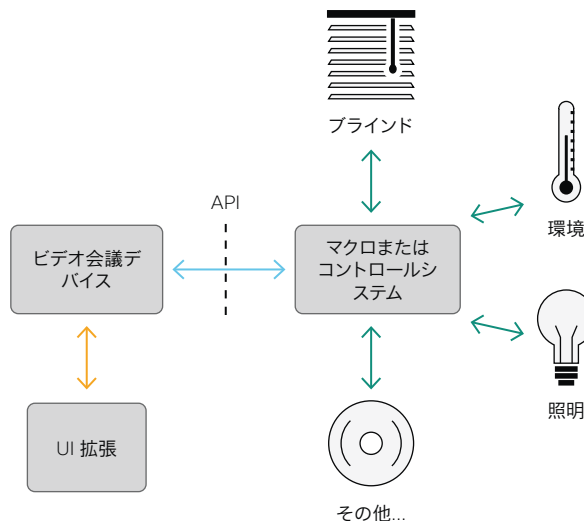 ブラインド
環境
API
ビデオ会議デ
バイス
マクロまたは
コントロールシ
ステム
照明
UI 拡張
その他...